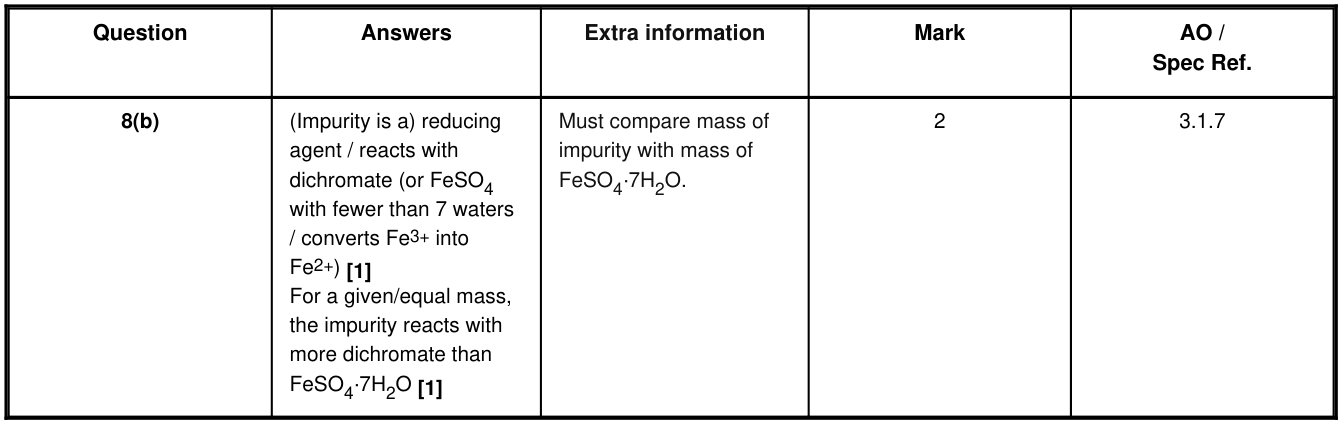 Question Answers Extra information Mark AO /
Spec Ref.
8(b) (Impurity is a) reducing Must compare mass of 2 3.1.7
agent / reacts with impurity with mass of
dichromate (or FeSO₄ FeSO₄·7H₂O.
with fewer than 7 waters
/ converts Fe³⁺ into
Fe²⁺) [1]
For a given/equal mass,
the impurity reacts with
more dichromate than
FeSO₄·7H₂O [1]